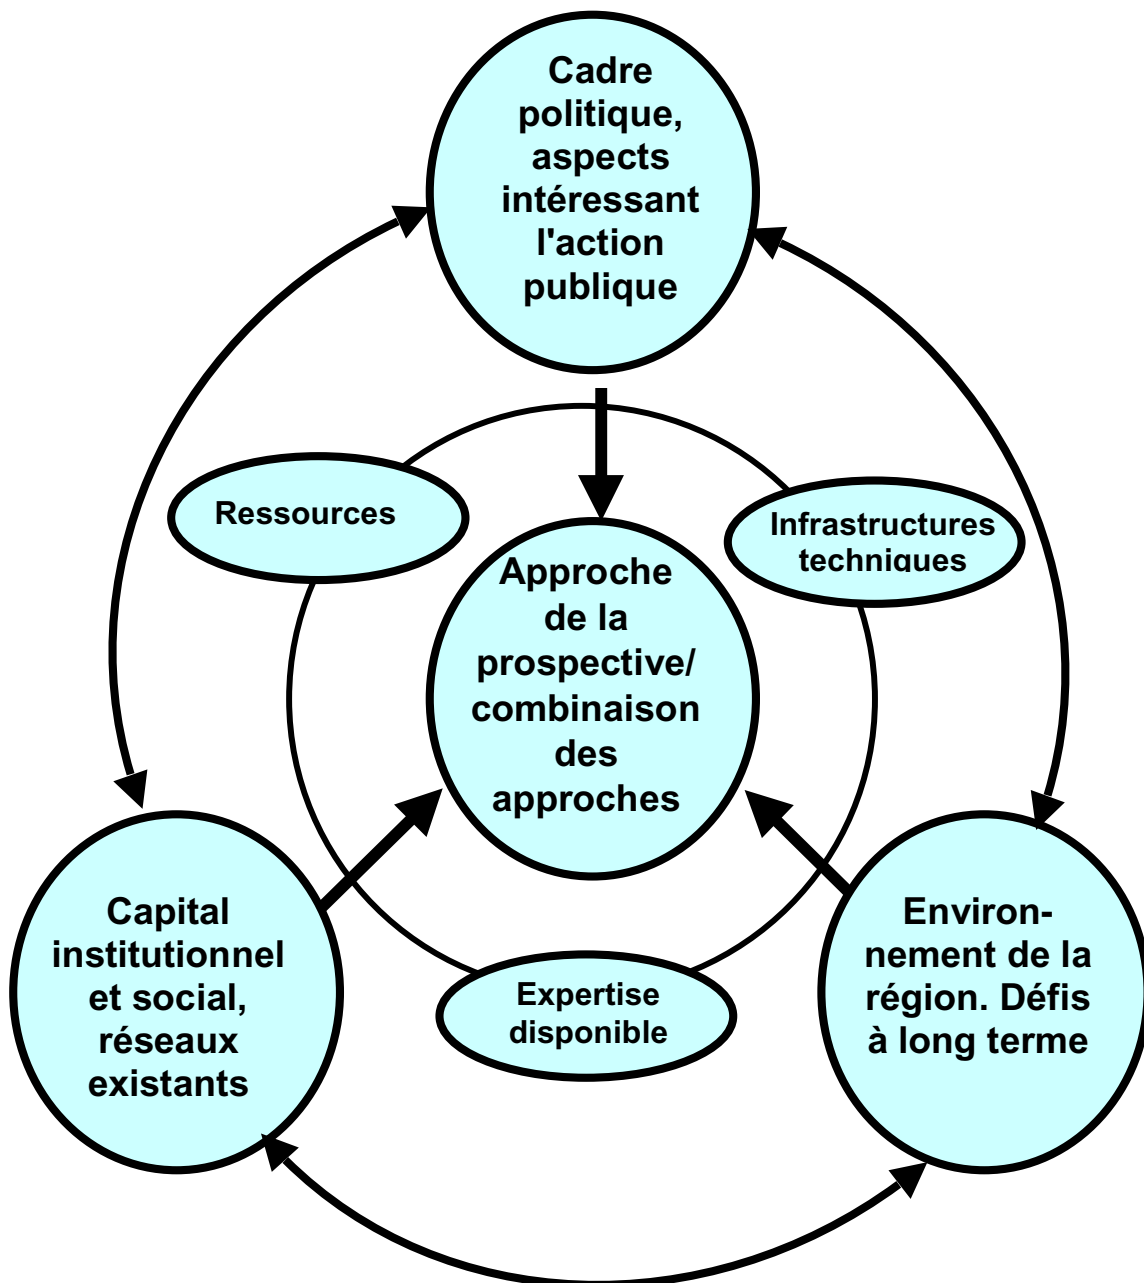 Cadre
politique,
aspects
intéressant
l'action
publique
Ressources
Infrastructures
techniques
Approche
de la
prospective/
combinaison
des
approches
Capital
institutionnel
et social,
réseaux
existants
Environ-
nement de la
région. Défis
à long terme
Expertise
disponible